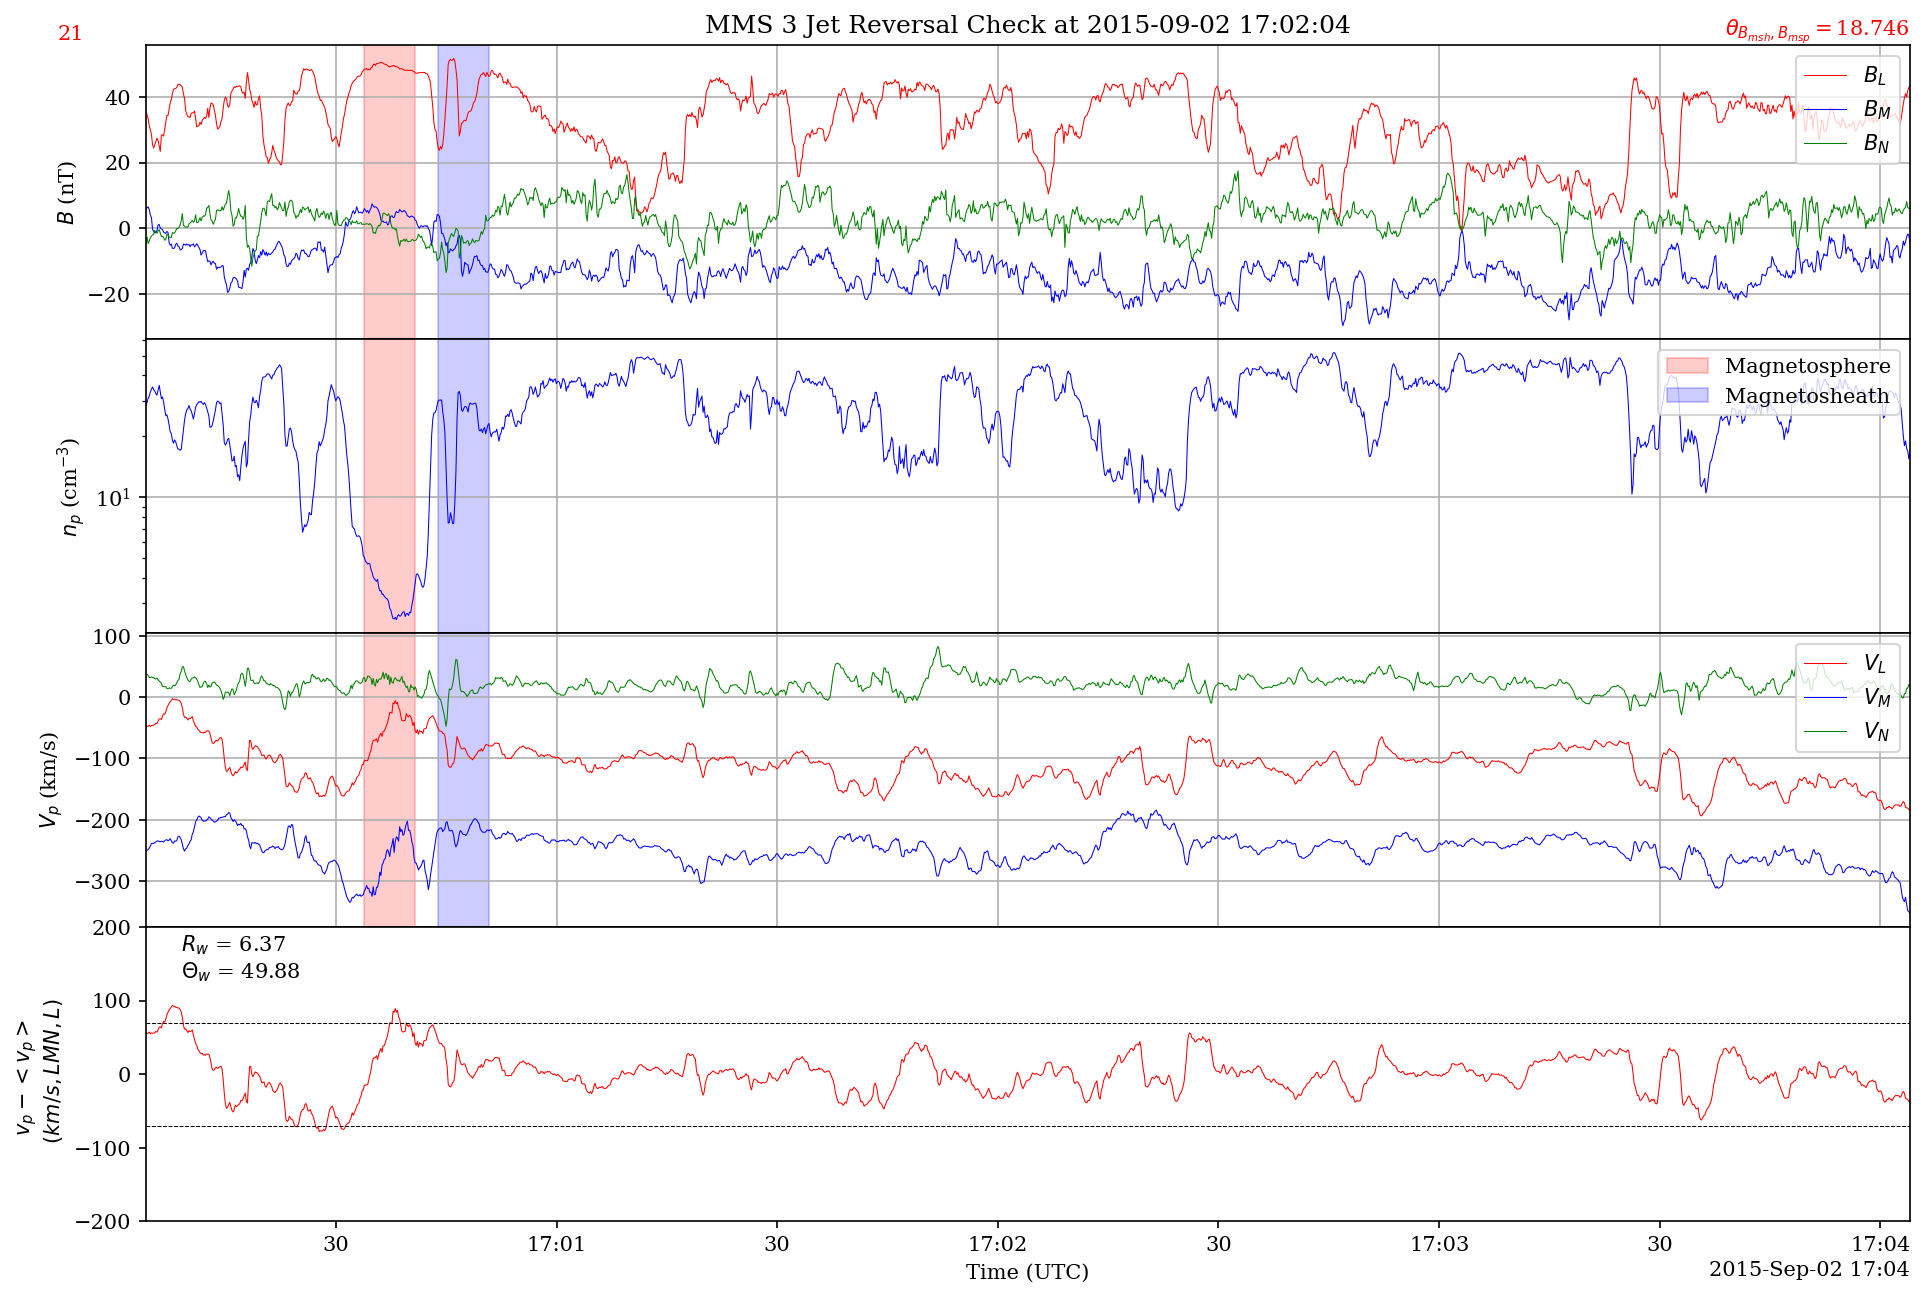 21
MMS 3 Jet Reversal Check at 2015-09-02 17:02:04
θ_{B_{msh}, B_{msp}} = 18.746
B (nT)
40
20
0
−20
B_L
B_M
B_N
n_p (cm⁻³)
10¹
Magnetosphere
Magnetosheath
V_p (km/s)
100
0
−100
−200
−300
V_L
V_M
V_N
v_p − < v_p >
(km/s, LMN, L)
200
100
0
−100
−200
R_w = 6.37
Θ_w = 49.88
30 17:01 30 17:02 30 17:03 30 17:04
Time (UTC)
2015-Sep-02 17:04